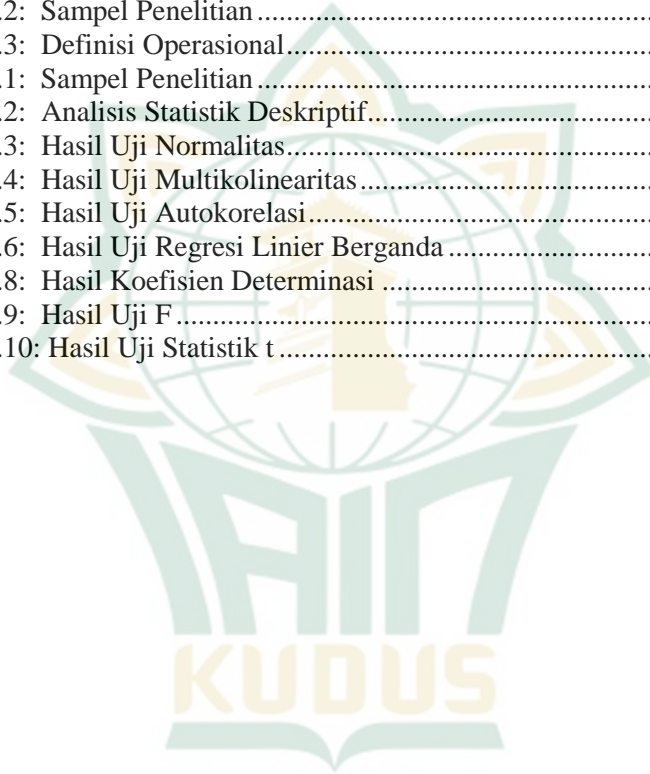 .2: Sampel Penelitian ........................................................
.3: Definisi Operasional ....................................................
.1: Sampel Penelitian ........................................................
.2: Analisis Statistik Deskriptif .........................................
.3: Hasil Uji Normalitas ....................................................
.4: Hasil Uji Multikolinearitas ..........................................
.5: Hasil Uji Autokorelasi .................................................
.6: Hasil Uji Regresi Linier Berganda ..............................
.8: Hasil Koefisien Determinasi .......................................
.9: Hasil Uji F ...................................................................
.10: Hasil Uji Statistik t .....................................................
IAIN
KUDUS